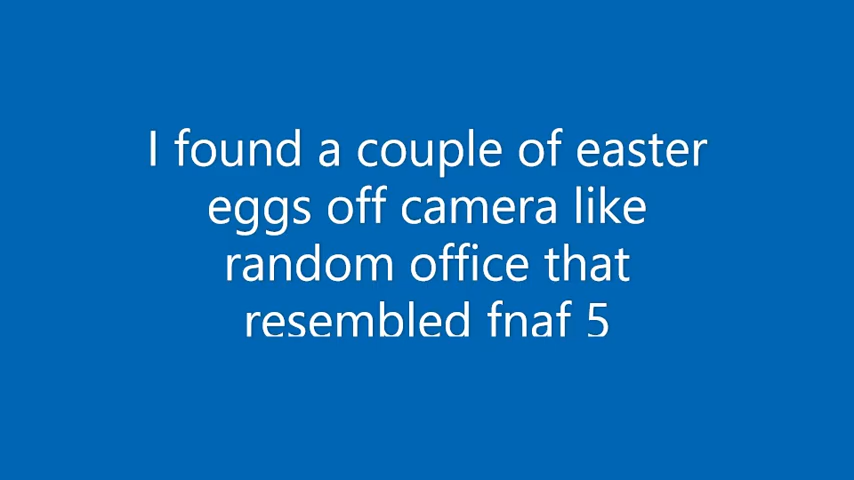 I found a couple of easter
eggs off camera like
random office that
resembled fnaf 5